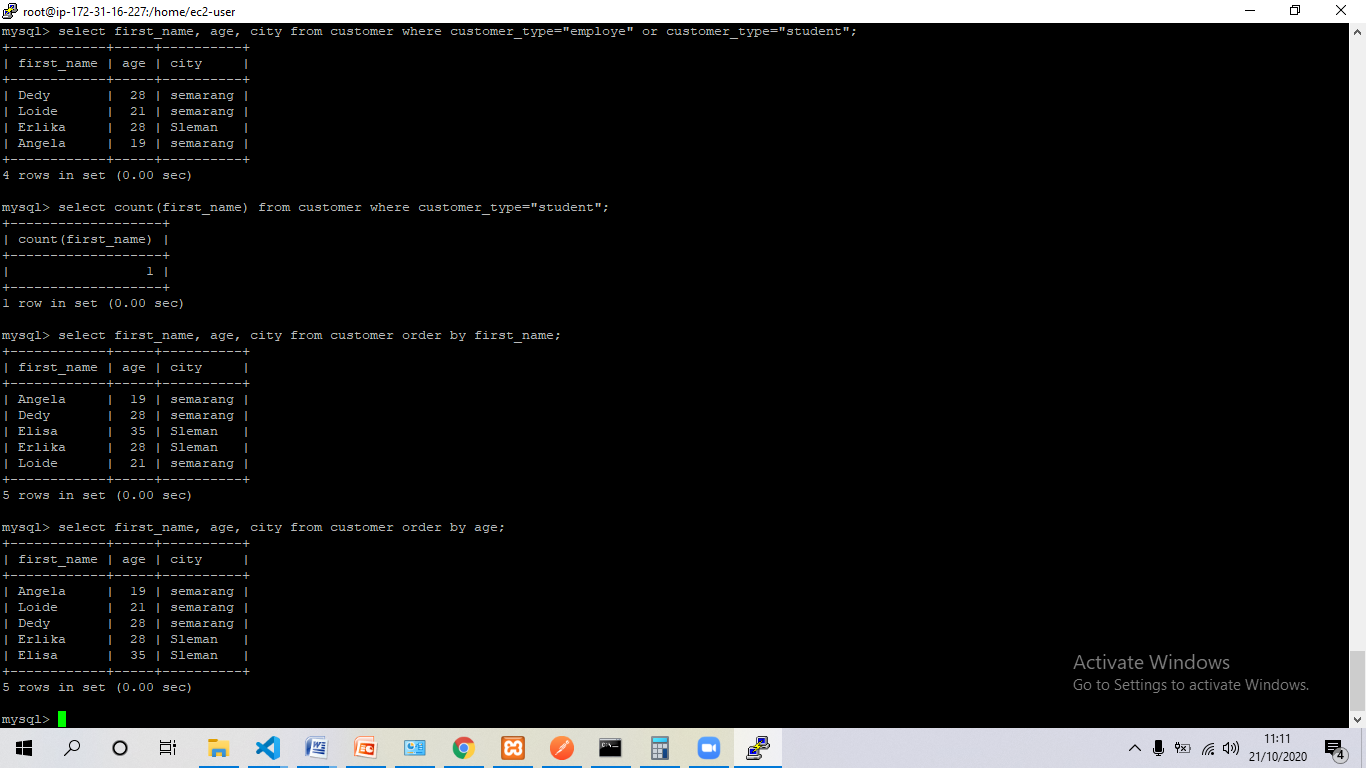 root@ip-172-31-16-227:/home/ec2-user
mysql> select first_name, age, city from customer where customer_type="employe" or customer_type="student";
+------------+-----+----------+
| first_name | age | city     |
+------------+-----+----------+
| Dedy       |  28 | semarang |
| Loide      |  21 | semarang |
| Erlika     |  28 | Sleman   |
| Angela     |  19 | semarang |
+------------+-----+----------+
4 rows in set (0.00 sec)
mysql> select count(first_name) from customer where customer_type="student";
+-------------------+
| count(first_name) |
+-------------------+
|                 1 |
+-------------------+
1 row in set (0.00 sec)
mysql> select first_name, age, city from customer order by first_name;
+------------+-----+----------+
| first_name | age | city     |
+------------+-----+----------+
| Angela     |  19 | semarang |
| Dedy       |  28 | semarang |
| Elisa      |  35 | Sleman   |
| Erlika     |  28 | Sleman   |
| Loide      |  21 | semarang |
+------------+-----+----------+
5 rows in set (0.00 sec)
mysql> select first_name, age, city from customer order by age;
+------------+-----+----------+
| first_name | age | city     |
+------------+-----+----------+
| Angela     |  19 | semarang |
| Loide      |  21 | semarang |
| Dedy       |  28 | semarang |
| Erlika     |  28 | Sleman   |
| Elisa      |  35 | Sleman   |
+------------+-----+----------+
5 rows in set (0.00 sec)
mysql>
Activate Windows
Go to Settings to activate Windows.
11:11
21/10/2020
4